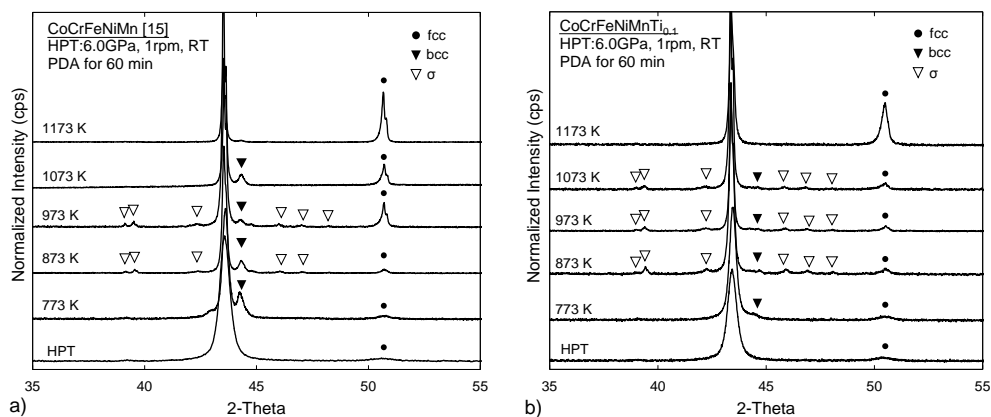 CoCrFeNiMn [15]
HPT:6.0GPa, 1rpm, RT
PDA for 60 min
● fcc
▼ bcc
▽ σ
1173 K
1073 K
973 K
873 K
773 K
HPT
Normalized Intensity (cps)
35 40 45 50 55
2-Theta
a)
CoCrFeNiMnTi0.1
HPT:6.0GPa, 1rpm, RT
PDA for 60 min
● fcc
▼ bcc
▽ σ
1173 K
1073 K
973 K
873 K
773 K
HPT
Normalized Intensity (cps)
35 40 45 50 55
2-Theta
b)